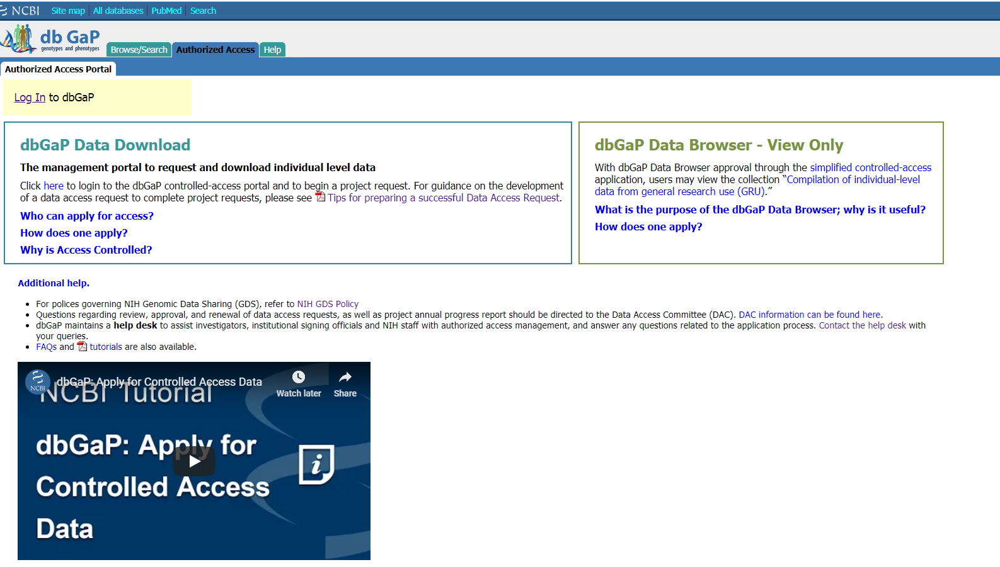 NCBI Site map All databases PubMed Search
db GaP
genotypes and phenotypes
Browse/Search Authorized Access Help
Authorized Access Portal
Log In to dbGaP
dbGaP Data Download
The management portal to request and download individual level data
Click here to login to the dbGaP controlled-access portal and to begin a project request. For guidance on the development
of a data access request to complete project requests, please see Tips for preparing a successful Data Access Request.
Who can apply for access?
How does one apply?
Why is Access Controlled?
dbGaP Data Browser - View Only
With dbGaP Data Browser approval through the simplified controlled-access
application, users may view the collection “Compilation of individual-level
data from general research use (GRU).”
What is the purpose of the dbGaP Data Browser; why is it useful?
How does one apply?
Additional help.
• For polices governing NIH Genomic Data Sharing (GDS), refer to NIH GDS Policy
• Questions regarding review, approval, and renewal of data access requests, as well as project annual progress report should be directed to the Data Access Committee (DAC). DAC information can be found here.
• dbGaP maintains a help desk to assist investigators, institutional signing officials and NIH staff with authorized access management, and answer any questions related to the application process. Contact the help desk with
your queries.
• FAQs and tutorials are also available.
NCBI
dbGaP: Apply for Controlled Access Data
Watch later Share
NCBI Tutorial
dbGaP: Apply for
Controlled Access
Data
i